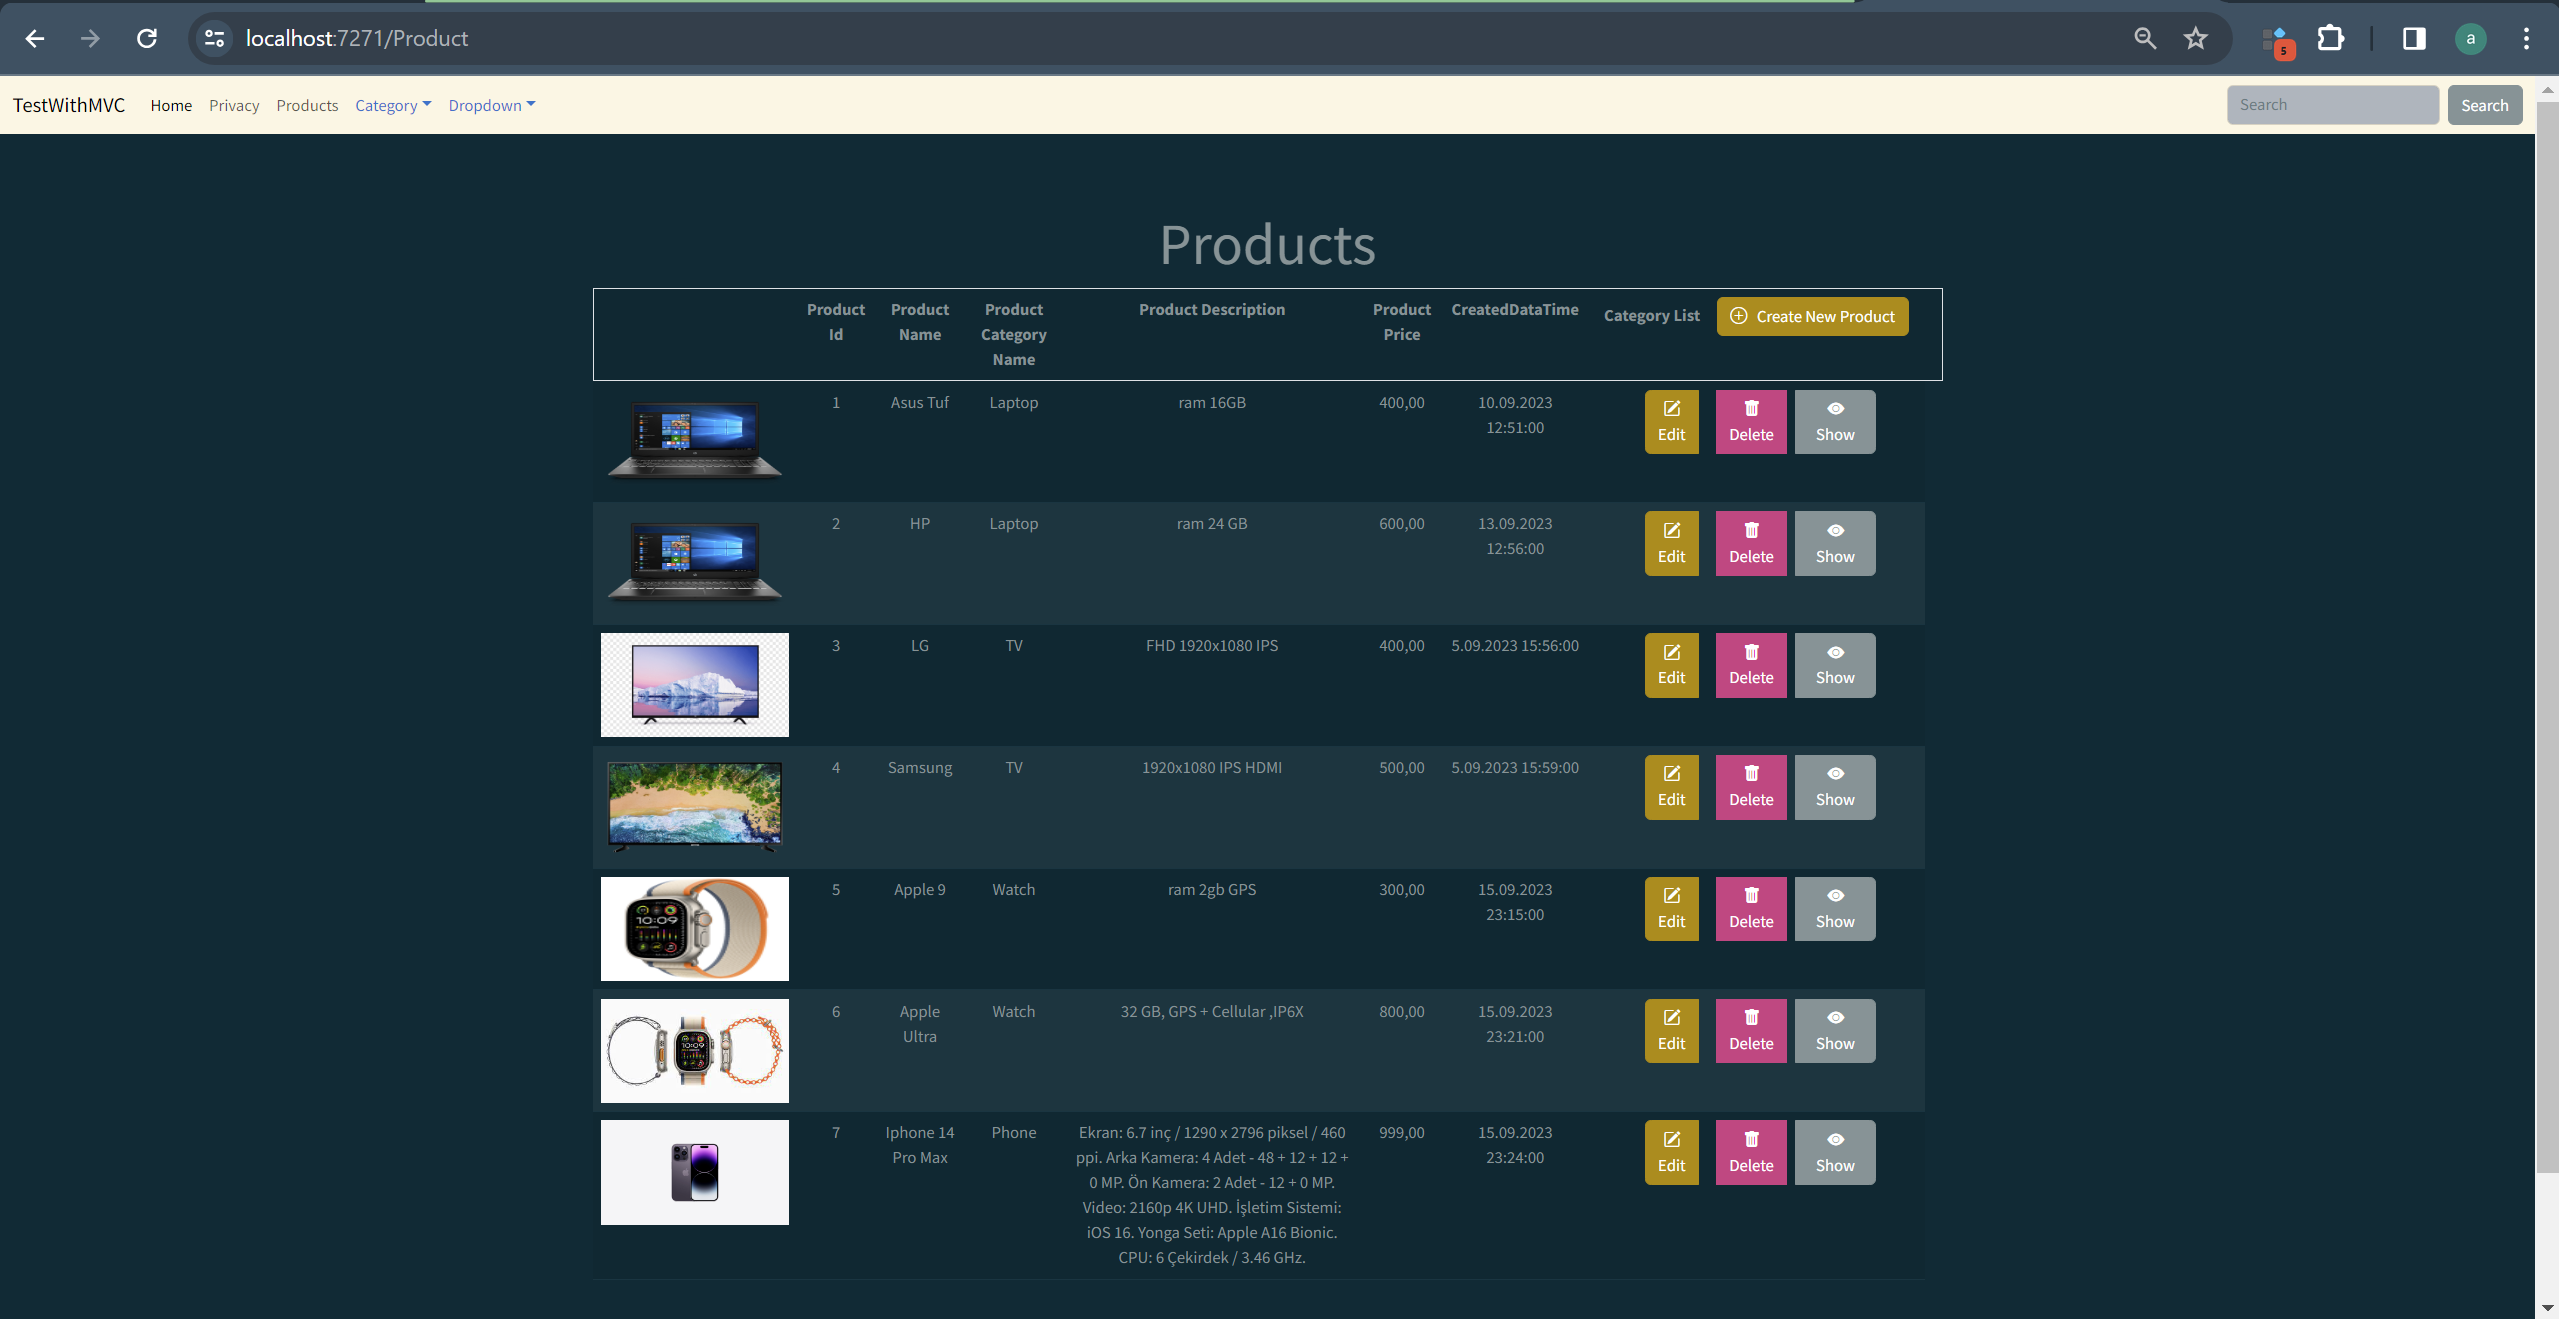 localhost:7271/Product
5
a
TestWithMVC Home Privacy Products Category Dropdown Search Search
Products
Product Id Product Name Product Category Name Product Description Product Price CreatedDataTime Category List Create New Product
1 Asus Tuf Laptop ram 16GB 400,00 10.09.2023 12:51:00 Edit Delete Show
2 HP Laptop ram 24 GB 600,00 13.09.2023 12:56:00 Edit Delete Show
3 LG TV FHD 1920x1080 IPS 400,00 5.09.2023 15:56:00 Edit Delete Show
4 Samsung TV 1920x1080 IPS HDMI 500,00 5.09.2023 15:59:00 Edit Delete Show
10:09
5 Apple 9 Watch ram 2gb GPS 300,00 15.09.2023 23:15:00 Edit Delete Show
10:09
6 Apple Ultra Watch 32 GB, GPS + Cellular ,IP6X 800,00 15.09.2023 23:21:00 Edit Delete Show
7 Iphone 14 Pro Max Phone Ekran: 6.7 inç / 1290 x 2796 piksel / 460
ppi. Arka Kamera: 4 Adet - 48 + 12 + 12 +
0 MP. Ön Kamera: 2 Adet - 12 + 0 MP.
Video: 2160p 4K UHD. İşletim Sistemi:
iOS 16. Yonga Seti: Apple A16 Bionic.
CPU: 6 Çekirdek / 3.46 GHz.
999,00 15.09.2023 23:24:00 Edit Delete Show